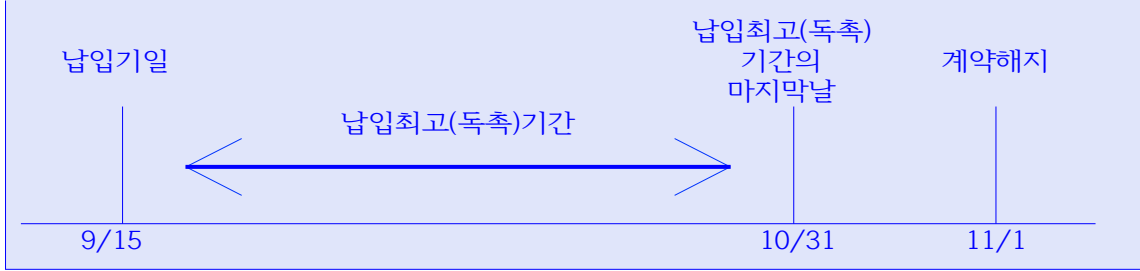 납입기일
납입최고(독촉)
기간의
마지막날
계약해지
납입최고(독촉)기간
9/15
10/31
11/1